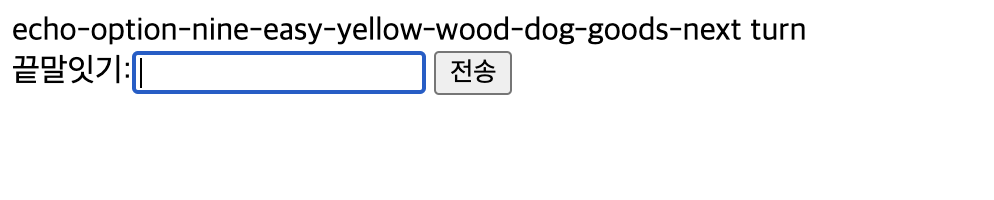 echo-option-nine-easy-yellow-wood-dog-goods-next turn
끝말잇기: 전송